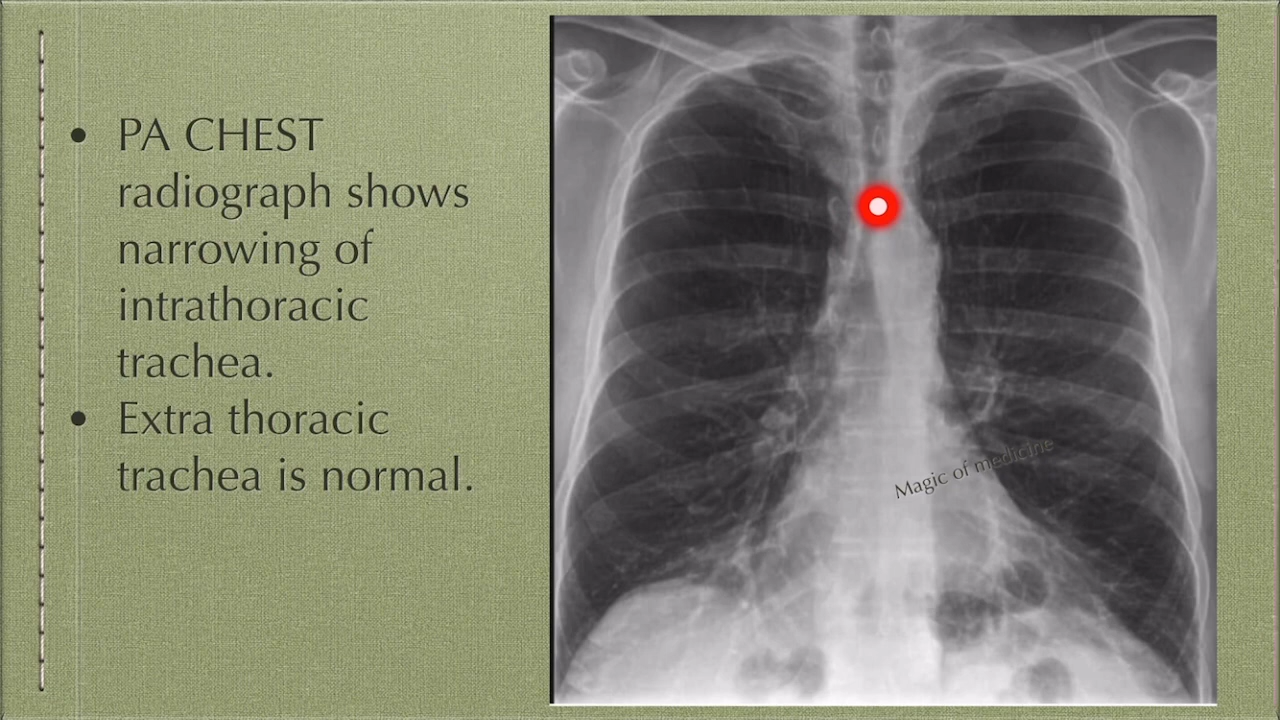 • PA CHEST
radiograph shows
narrowing of
intrathoracic
trachea.
• Extra thoracic
trachea is normal.
Magic of medicine